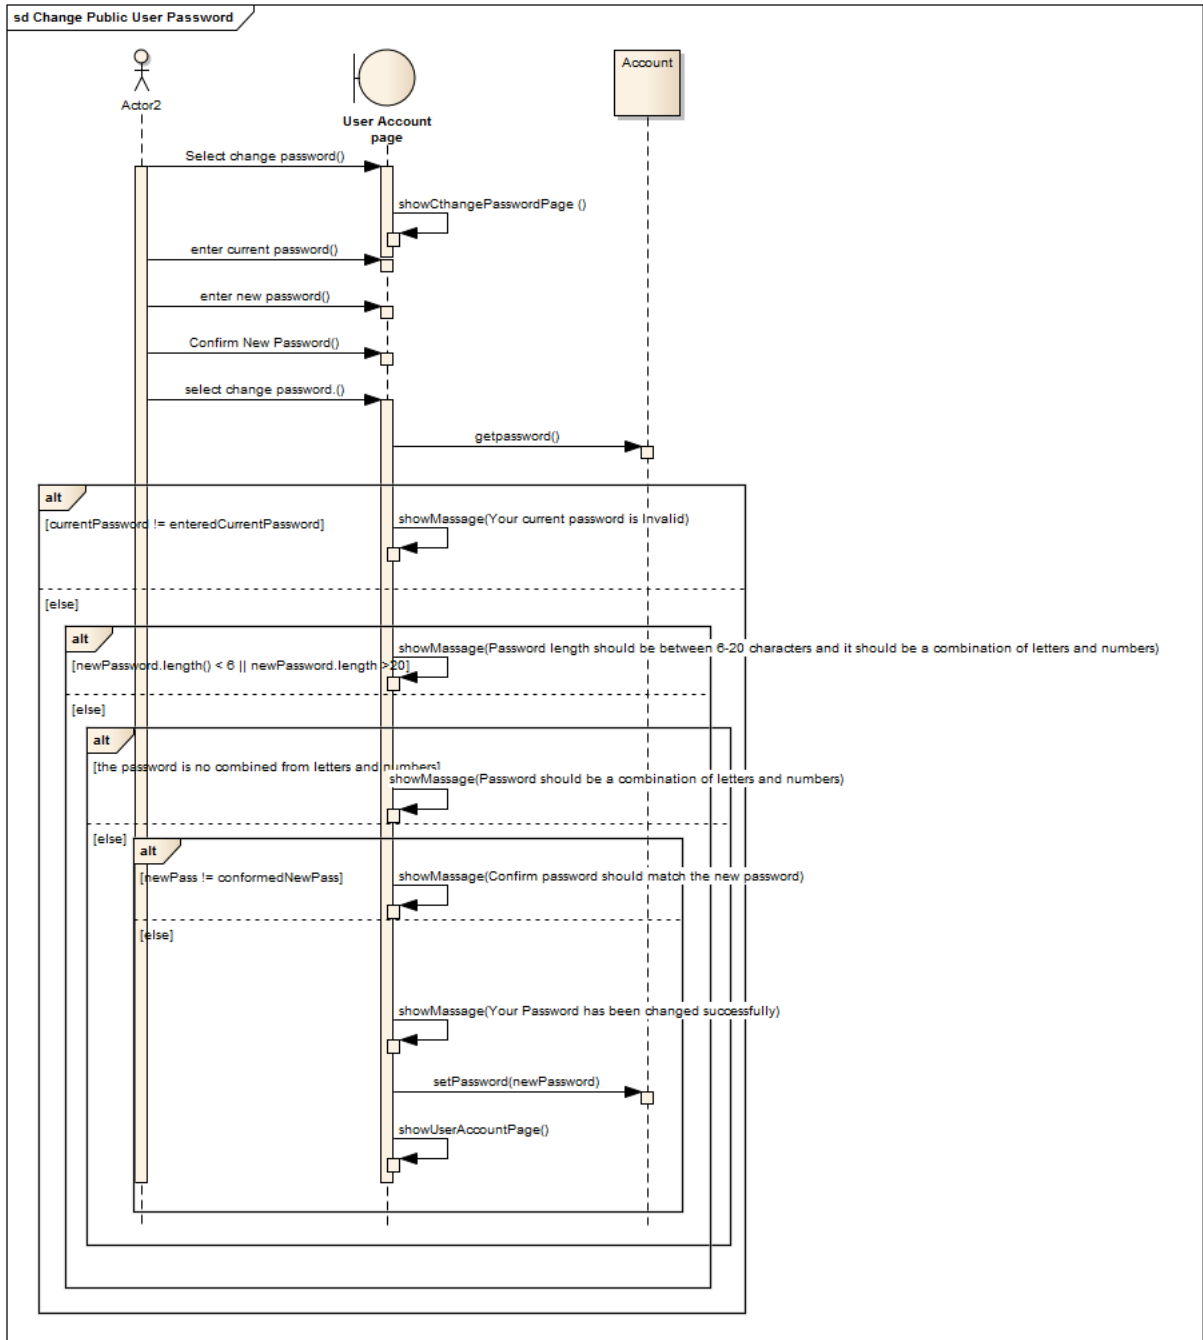 sd Change Public User Password
Actor2
User Account
page
Account
Select change password()
showCthangePasswordPage ()
enter current password()
enter new password()
Confirm New Password()
select change password.()
getpassword()
alt
[currentPassword != enteredCurrentPassword]
showMassage(Your current password is Invalid)
[else]
alt
showMassage(Password length should be between 6-20 characters and it should be a combination of letters and numbers)
[newPassword.length() < 6 || newPassword.length >20]
[else]
alt
[the password is no combined from letters and numbers]
showMassage(Password should be a combination of letters and numbers)
[else]
alt
[newPass != conformedNewPass]
showMassage(Confirm password should match the new password)
[else]
showMassage(Your Password has been changed successfully)
setPassword(newPassword)
showUserAccountPage()